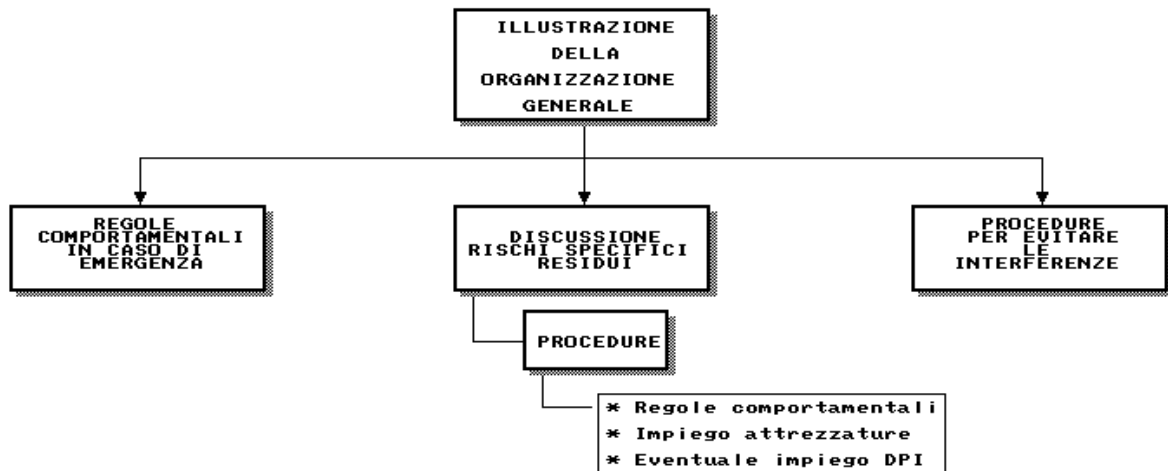 ILLUSTRAZIONE
DELLA
ORGANIZZAZIONE
GENERALE
REGOLE
COMPORTAMENTALI
IN CASO DI
EMERGENZA
DISCUSSIONE
RISCHI SPECIFICI
RESIDUI
PROCEDURE
PER EVITARE
LE
INTERFERENZE
PROCEDURE
* Regole comportamentali
* Impiego attrezzature
* Eventuale impiego DPI